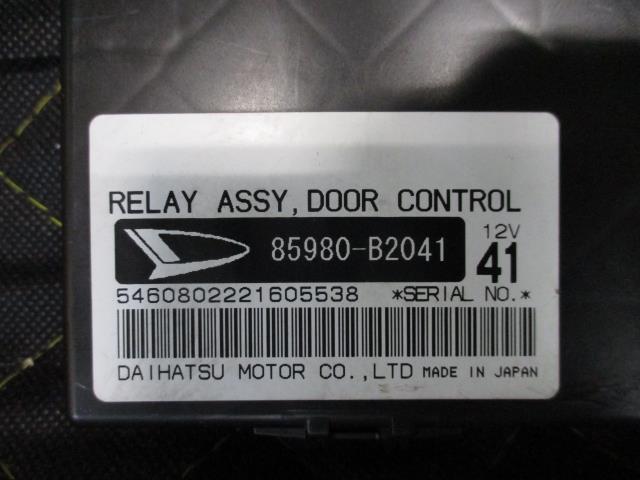 RELAY ASSY, DOOR CONTROL
85980-B2041
12V
41
5460802221605538 *SERIAL NO.*
DAIHATSU MOTOR CO.,LTD MADE IN JAPAN